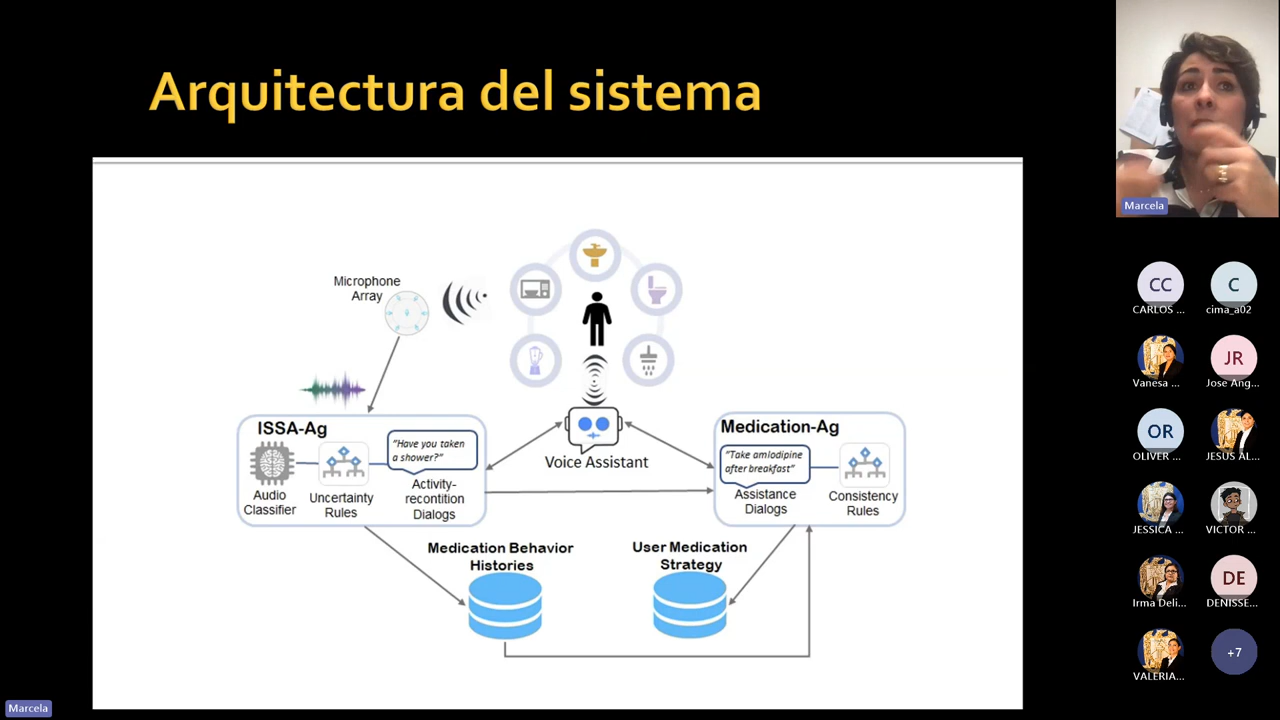 Arquitectura del sistema
Microphone
Array
ISSA-Ag
"Have you taken
a shower?"
Audio
Classifier
Uncertainty
Rules
Activity-
recontition
Dialogs
Voice Assistant
Medication-Ag
"Take amlodipine
after breakfast"
Assistance
Dialogs
Consistency
Rules
Medication Behavior
Histories
User Medication
Strategy
Marcela
CC
CARLOS ...
C
cima_a02
Vanesa ...
JR
Jose Ang...
OR
OLIVER ...
JESUS AL...
JESSICA ...
VICTOR ...
Irma Deli...
DE
DENISSE...
VALERIA...
+7
Marcela